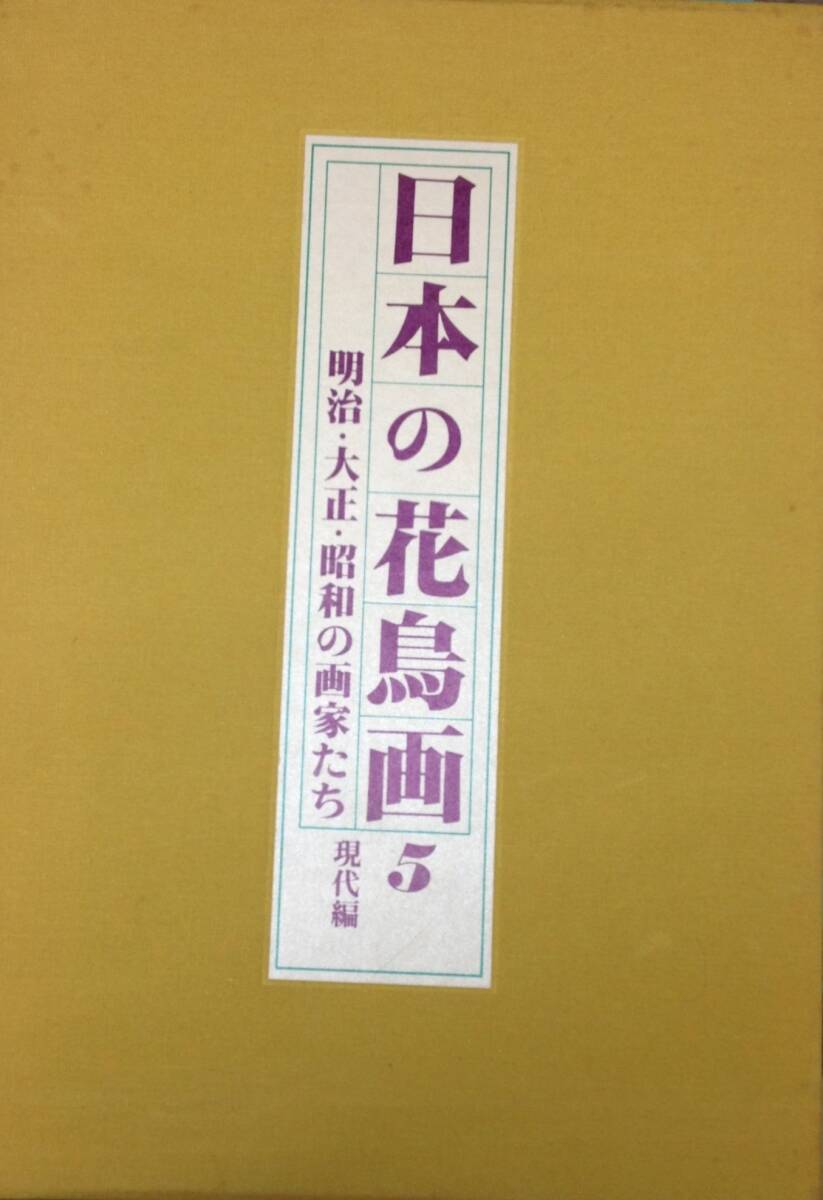 日本の花鳥画5
明治・大正・昭和の画家たち
現代編